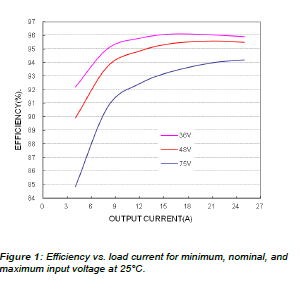 96
96
95
94
93
92
91
90
89
88
87
86
85
84
EFFICIENCY(%).
36V
48V
75V
0 3 6 9 12 15 18 21 24 27
OUTPUT CURRENT(A)
Figure 1: Efficiency vs. load current for minimum, nominal, and
maximum input voltage at 25°C.